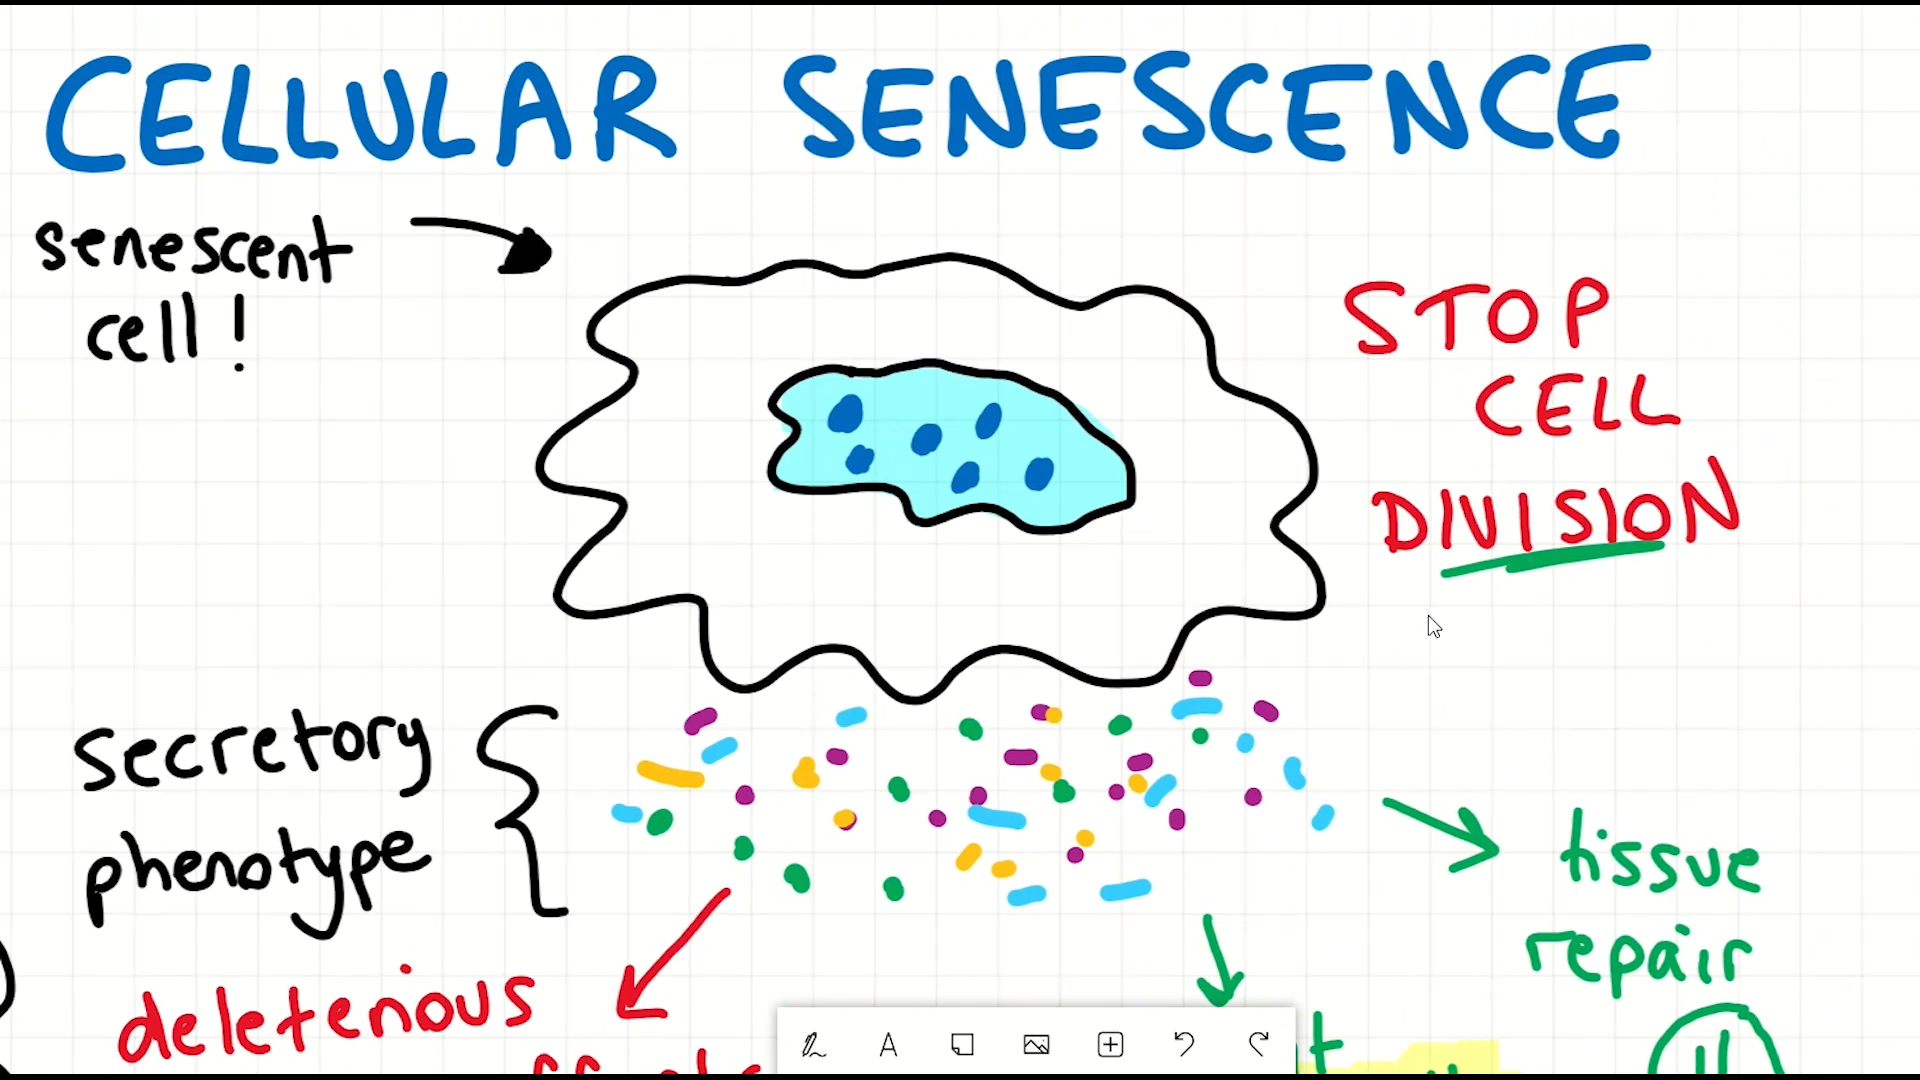 CELLULAR SENESCENCE
senescent
cell!
STOP
CELL
DIVISION
secretory
phenotype
tissue
repair
deleterious